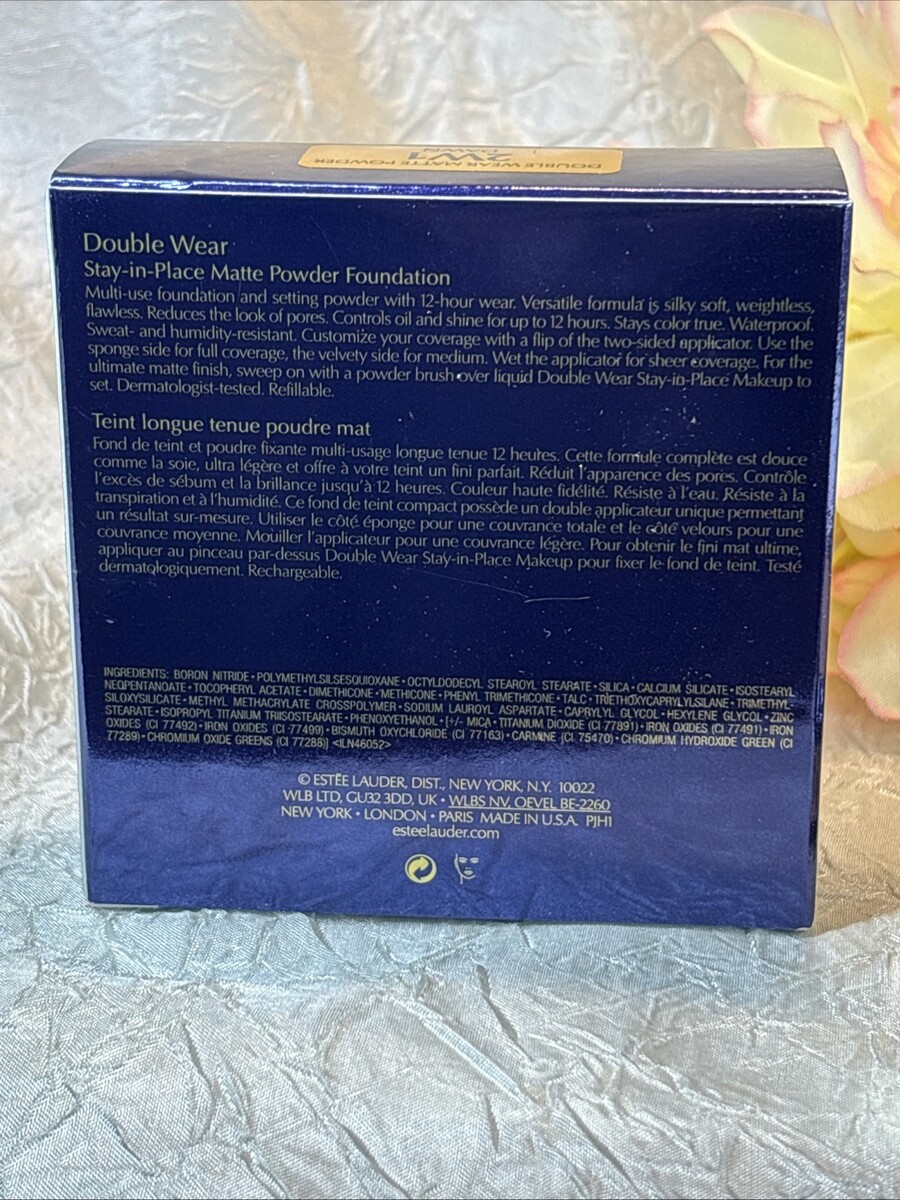 DOUBLE WEAR MATTE POWDER
2W1
DAWN
Double Wear
Stay-in-Place Matte Powder Foundation
Multi-use foundation and setting powder with 12-hour wear. Versatile formula is silky soft, weightless,
flawless. Reduces the look of pores. Controls oil and shine for up to 12 hours. Stays color true. Waterproof.
Sweat- and humidity-resistant. Customize your coverage with a flip of the two-sided applicator. Use the
sponge side for full coverage, the velvety side for medium. Wet the applicator for sheer coverage. For the
ultimate matte finish, sweep on with a powder brush over liquid Double Wear Stay-in-Place Makeup to
set. Dermatologist-tested. Refillable.
Teint longue tenue poudre mat
Fond de teint et poudre fixante multi-usage longue tenue 12 heures. Cette formule complète est douce
comme la soie, ultra légère et offre à votre teint un fini parfait. Réduit l'apparence des pores. Contrôle
l'excès de sébum et la brillance jusqu'à 12 heures. Couleur haute fidélité. Résiste à l'eau. Résiste à la
transpiration et à l'humidité. Ce fond de teint compact possède un double applicateur unique permettant
un résultat sur-mesure. Utiliser le côté éponge pour une couvrance totale et le côté velours pour une
couvrance moyenne. Mouiller l'applicateur pour une couvrance légère. Pour obtenir le fini mat ultime,
appliquer au pinceau par-dessus Double Wear Stay-in-Place Makeup pour fixer le fond de teint. Testé
dermatologiquement. Rechargeable.
INGREDIENTS: BORON NITRIDE • POLYMETHYLSILSESQUIOXANE • OCTYLDODECYL STEAROYL STEARATE • SILICA • CALCIUM SILICATE • ISOSTEARYL
NEOPENTANOATE • TOCOPHERYL ACETATE • DIMETHICONE • METHICONE • PHENYL TRIMETHICONE • TALC • TRIETHOXYCAPRYLYLSILANE • TRIMETHYL-
SILOXYSILICATE • METHYL METHACRYLATE CROSSPOLYMER • SODIUM LAUROYL ASPARTATE • CAPRYLYL GLYCOL • HEXYLENE GLYCOL • ZINC
STEARATE • ISOPROPYL TITANIUM TRIISOSTEARATE • PHENOXYETHANOL • [+/- MICA • TITANIUM DIOXIDE (CI 77891) • IRON OXIDES (CI 77491) • IRON
OXIDES (CI 77492) • IRON OXIDES (CI 77499) • BISMUTH OXYCHLORIDE (CI 77163) • CARMINE (CI 75470) • CHROMIUM HYDROXIDE GREEN (CI
77289) • CHROMIUM OXIDE GREENS (CI 77288)] <ILN46052>
© ESTĒE LAUDER, DIST., NEW YORK, N.Y. 10022
WLB LTD, GU32 3DD, UK • WLBS NV, OEVEL BE-2260
NEW YORK • LONDON • PARIS MADE IN U.S.A. PJH1
esteelauder.com